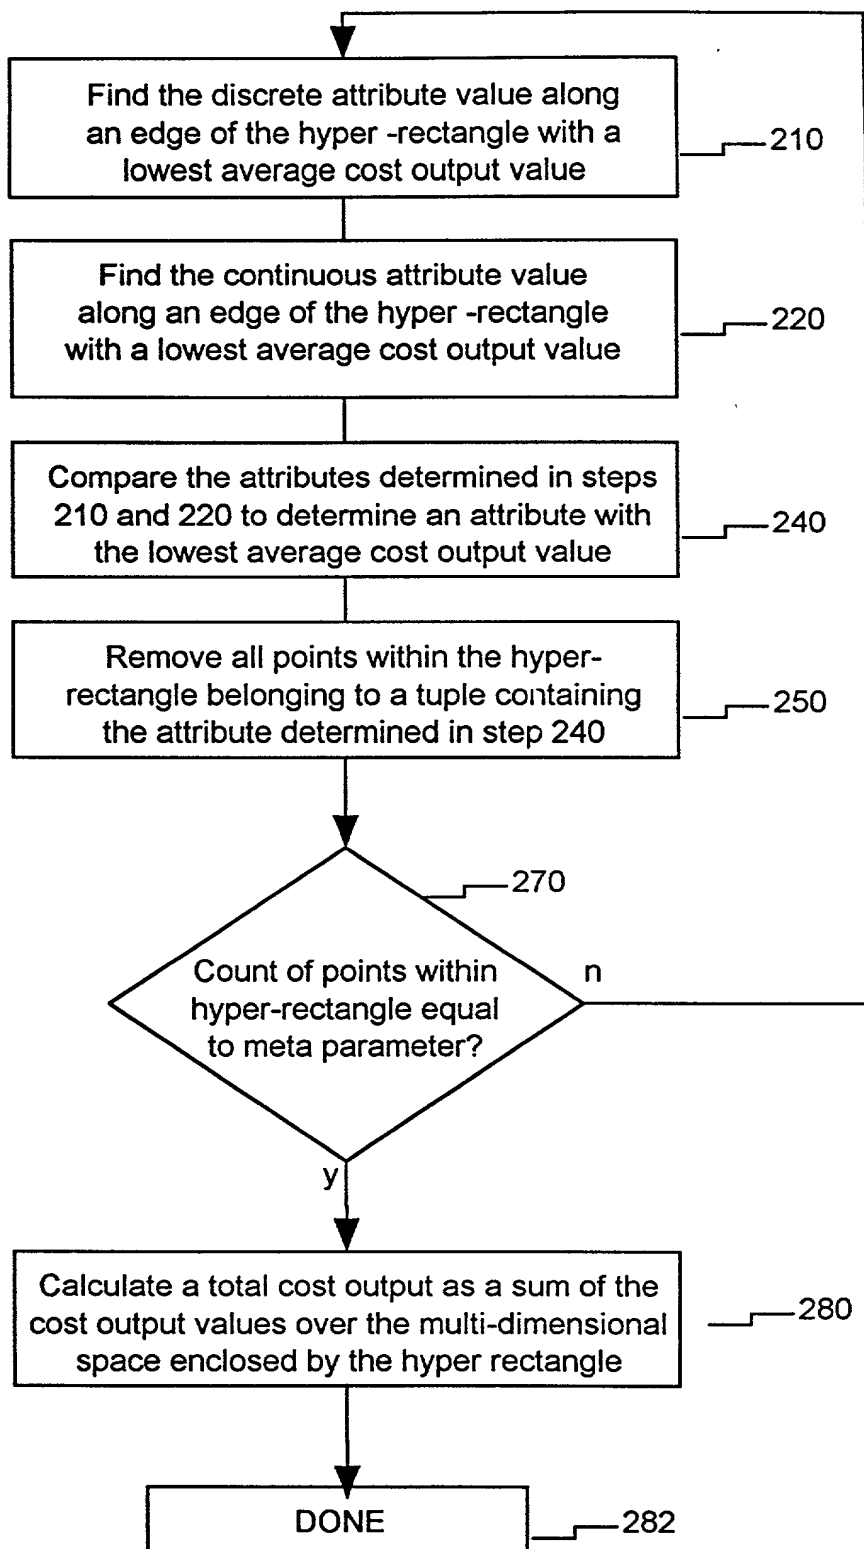 Find the discrete attribute value along
an edge of the hyper -rectangle with a
lowest average cost output value
210
Find the continuous attribute value
along an edge of the hyper -rectangle
with a lowest average cost output value
220
Compare the attributes determined in steps
210 and 220 to determine an attribute with
the lowest average cost output value
240
Remove all points within the hyper-
rectangle belonging to a tuple containing
the attribute determined in step 240
250
270
Count of points within
hyper-rectangle equal
to meta parameter?
n
y
Calculate a total cost output as a sum of the
cost output values over the multi-dimensional
space enclosed by the hyper rectangle
280
DONE
282